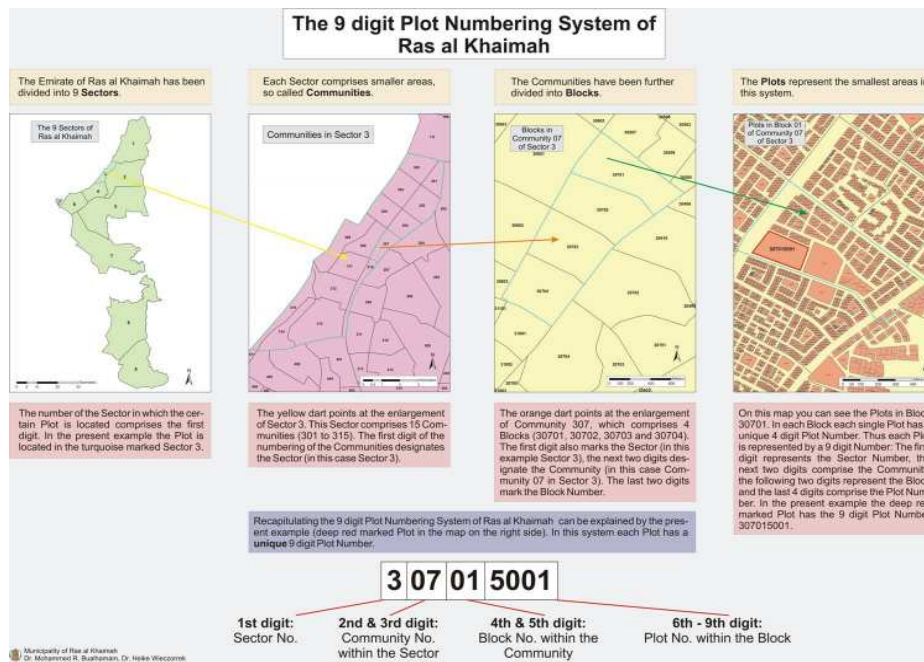 The 9 digit Plot Numbering System of
Ras al Khaimah
The Emirate of Ras al Khaimah has been
divided into 9 Sectors.
Each Sector comprises smaller areas,
so called Communities.
The Communities have been further
divided into Blocks.
The Plots represent the smallest areas in
this system.
The 9 Sectors of
Ras al Khaimah
Communities in Sector 3
Blocks in
Community 07
of Sector 3
Plots in Block 01
of Community 07
of Sector 3
30701
30702
30703
30704
307015001
The number of the Sector in which the cer-
tain Plot is located comprises the first
digit. In the present example the Plot is
located in the turquoise marked Sector 3.
The yellow dart points at the enlargement
of Sector 3. This Sector comprises 15 Com-
munities (301 to 315). The first digit of the
numbering of the Communities designates
the Sector (in this case Sector 3).
The orange dart points at the enlargement
of Community 307, which comprises 4
Blocks (30701, 30702, 30703 and 30704).
The first digit also marks the Sector (in this
example Sector 3), the next two digits des-
ignate the Community (in this case Com-
munity 07 in Sector 3). The last two digits
mark the Block Number.
On this map you can see the Plots in Bloc
30701. In each Block each single Plot has
unique 4 digit Plot Number. Thus each Plo
is represented by a 9 digit Number: The firs
digit represents the Sector Number, th
next two digits comprise the Communit
the following two digits represent the Bloc
and the last 4 digits comprise the Plot Num
ber. In the present example the deep re
marked Plot has the 9 digit Plot Numbe
307015001.
Recapitulating the 9 digit Plot Numbering System of Ras al Khaimah can be explained by the pres-
ent example (deep red marked Plot in the map on the right side). In this system each Plot has a
unique 9 digit Plot Number.
3 07 01 5001
1st digit:
Sector No.
2nd & 3rd digit:
Community No.
within the Sector
4th & 5th digit:
Block No. within the
Community
6th - 9th digit:
Plot No. within the Block
Municipality of Ras al Khaimah
Dr. Mohammed R. Bualhamam, Dr. Heike Wieczorrek